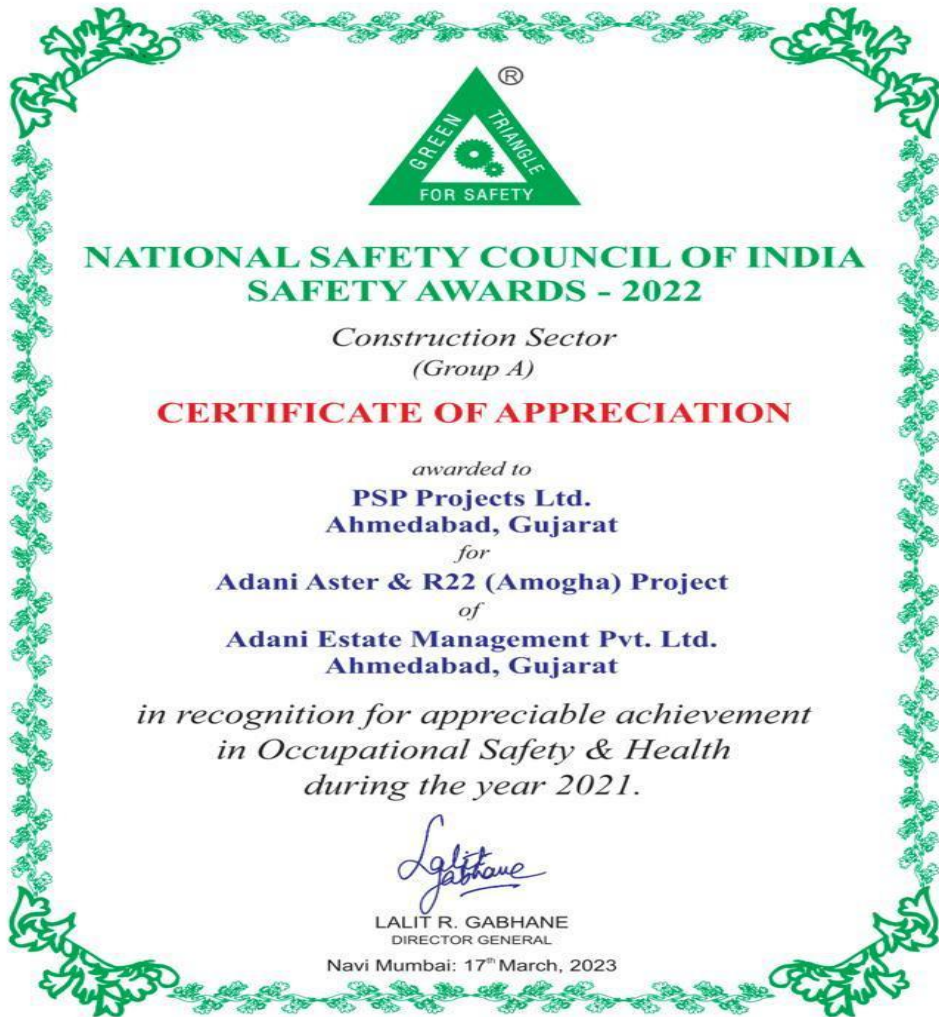 ®
GREEN TRIANGLE
FOR SAFETY
NATIONAL SAFETY COUNCIL OF INDIA
SAFETY AWARDS - 2022
Construction Sector
(Group A)
CERTIFICATE OF APPRECIATION
awarded to
PSP Projects Ltd.
Ahmedabad, Gujarat
for
Adani Aster & R22 (Amogha) Project
of
Adani Estate Management Pvt. Ltd.
Ahmedabad, Gujarat
in recognition for appreciable achievement
in Occupational Safety & Health
during the year 2021.
Lalit
Gabhane
LALIT R. GABHANE
DIRECTOR GENERAL
Navi Mumbai: 17th March, 2023